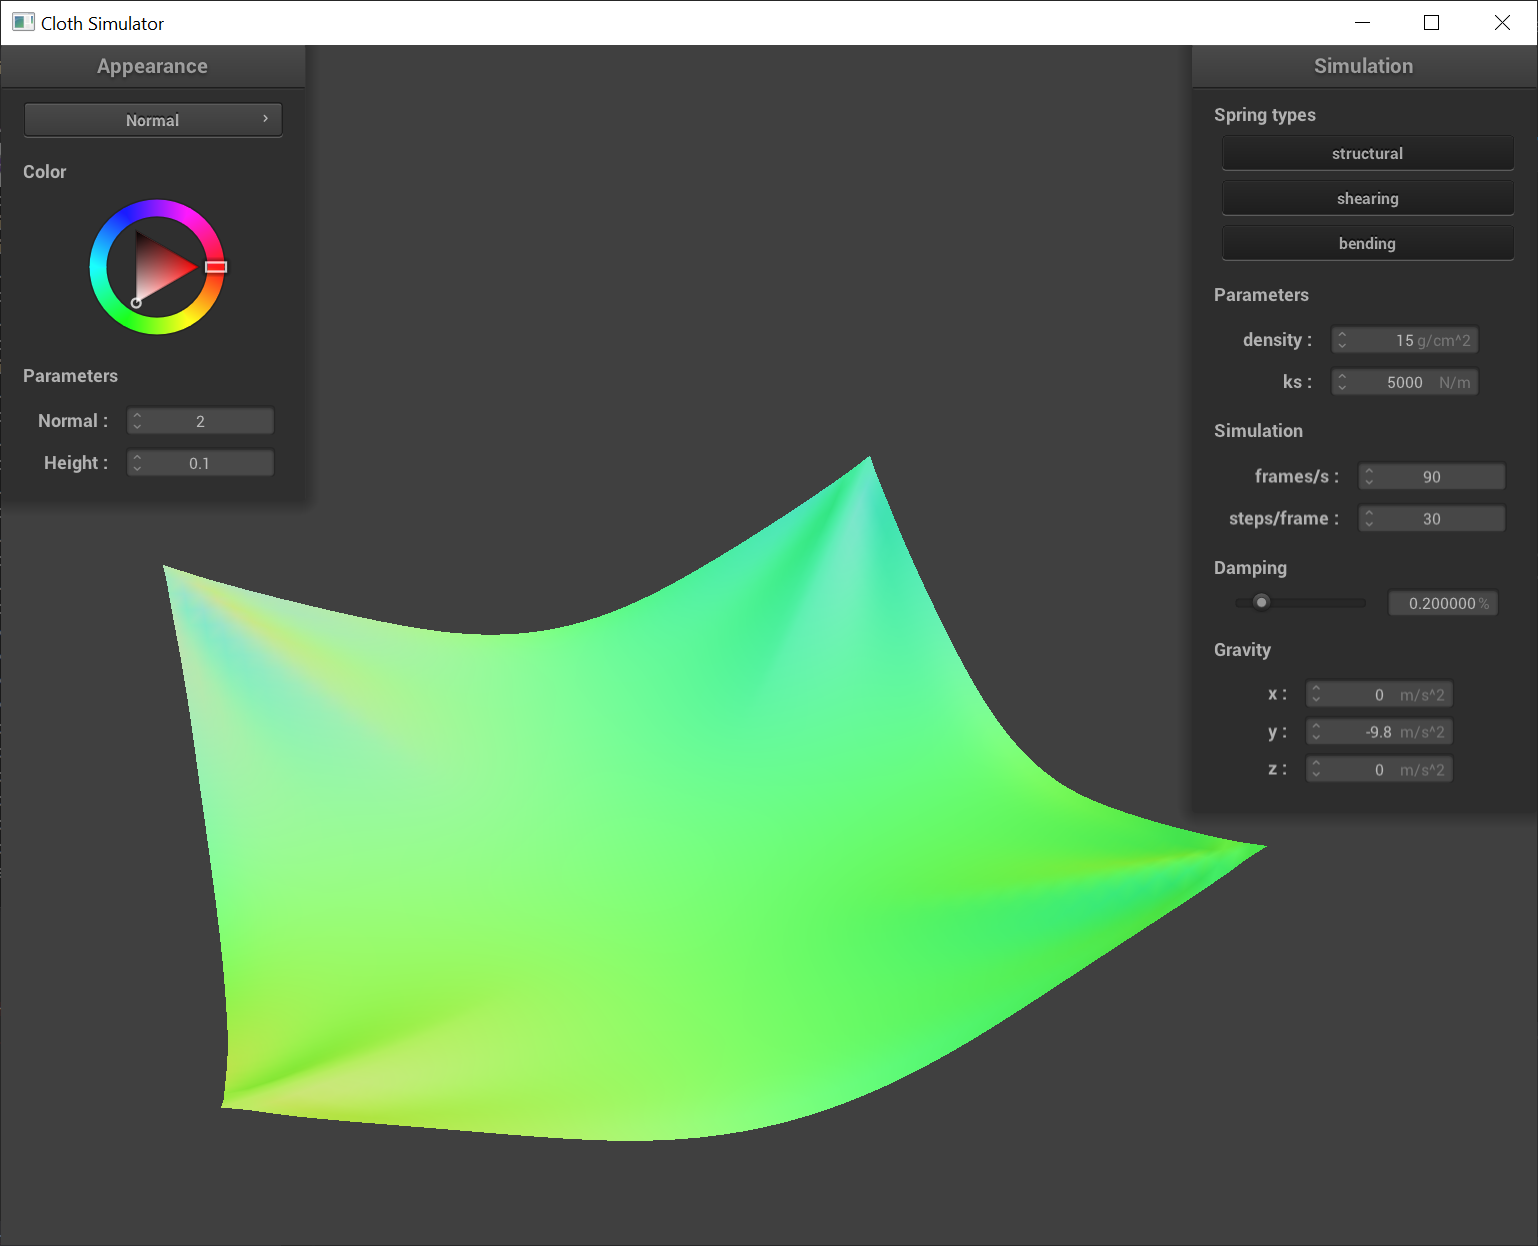 Cloth Simulator
Appearance
Normal
Color
Parameters
Normal : 2
Height : 0.1
Simulation
Spring types
structural
shearing
bending
Parameters
density : 15 g/cm^2
ks : 5000 N/m
Simulation
frames/s : 90
steps/frame : 30
Damping
0.200000 %
Gravity
x : 0 m/s^2
y : -9.8 m/s^2
z : 0 m/s^2